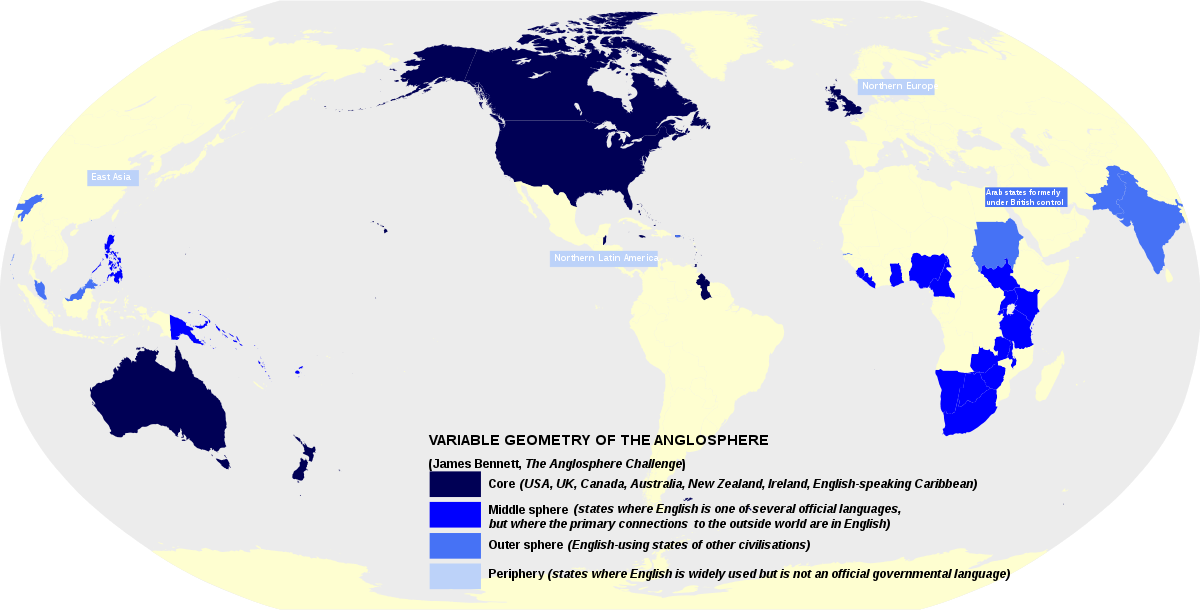 Northern Europ
East Asia
Arab states formerly
under British control
Northern Latin America
VARIABLE GEOMETRY OF THE ANGLOSPHERE
(James Bennett, The Anglosphere Challenge)
Core (USA, UK, Canada, Australia, New Zealand, Ireland, English-speaking Caribbean)
Middle sphere (states where English is one of several official languages,
but where the primary connections to the outside world are in English)
Outer sphere (English-using states of other civilisations)
Periphery (states where English is widely used but is not an official governmental language)